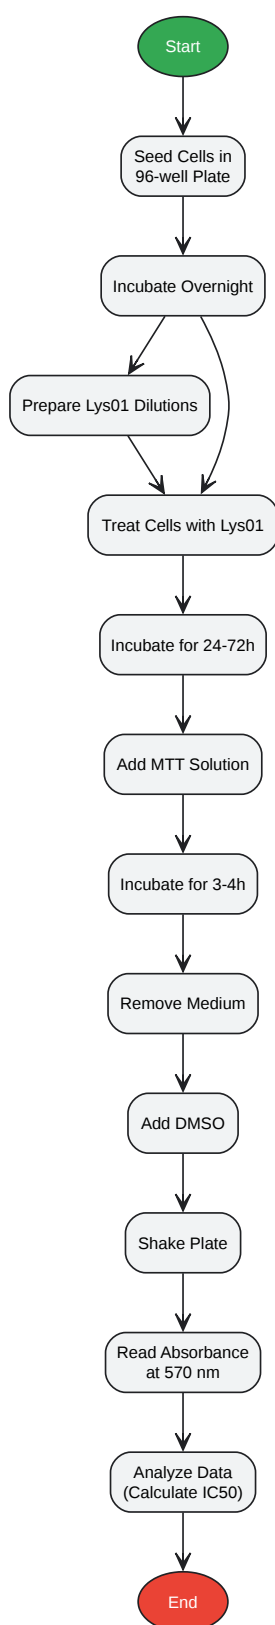 Start
Seed Cells in
96-well Plate
Incubate Overnight
Prepare Lys01 Dilutions
Treat Cells with Lys01
Incubate for 24-72h
Add MTT Solution
Incubate for 3-4h
Remove Medium
Add DMSO
Shake Plate
Read Absorbance
at 570 nm
Analyze Data
(Calculate IC50)
End